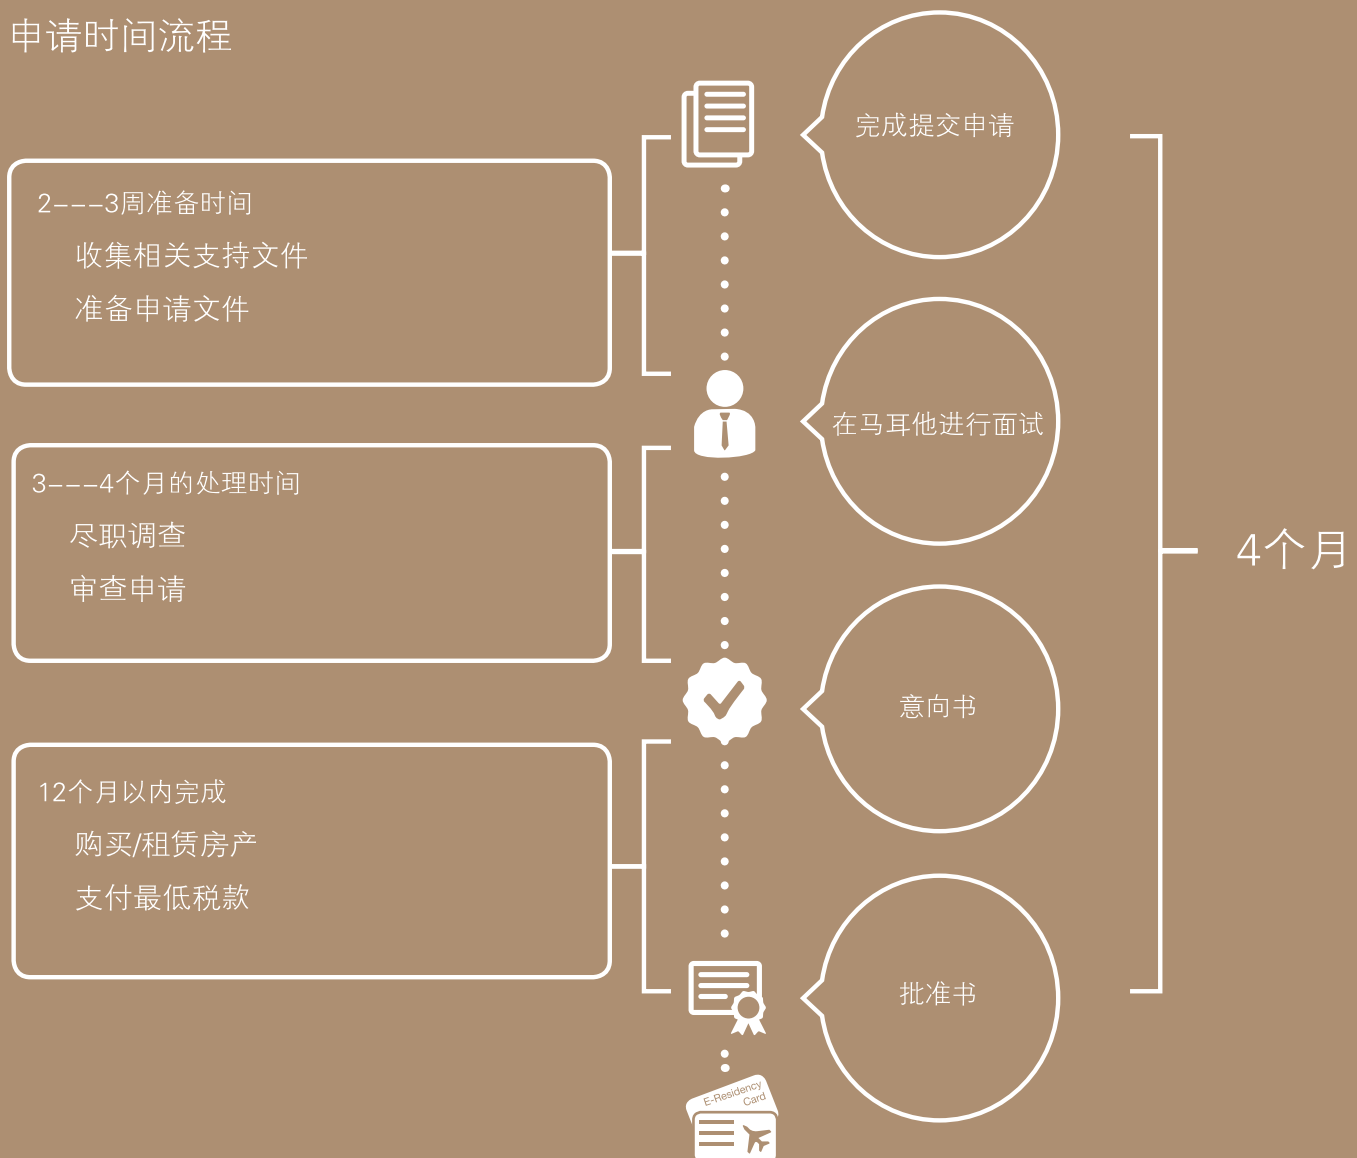 申请时间流程
完成提交申请
2---3周准备时间
收集相关支持文件
准备申请文件
在马耳他进行面试
3---4个月的处理时间
尽职调查
审查申请
4个月
意向书
12个月以内完成
购买/租赁房产
支付最低税款
批准书
E-Residency
Card